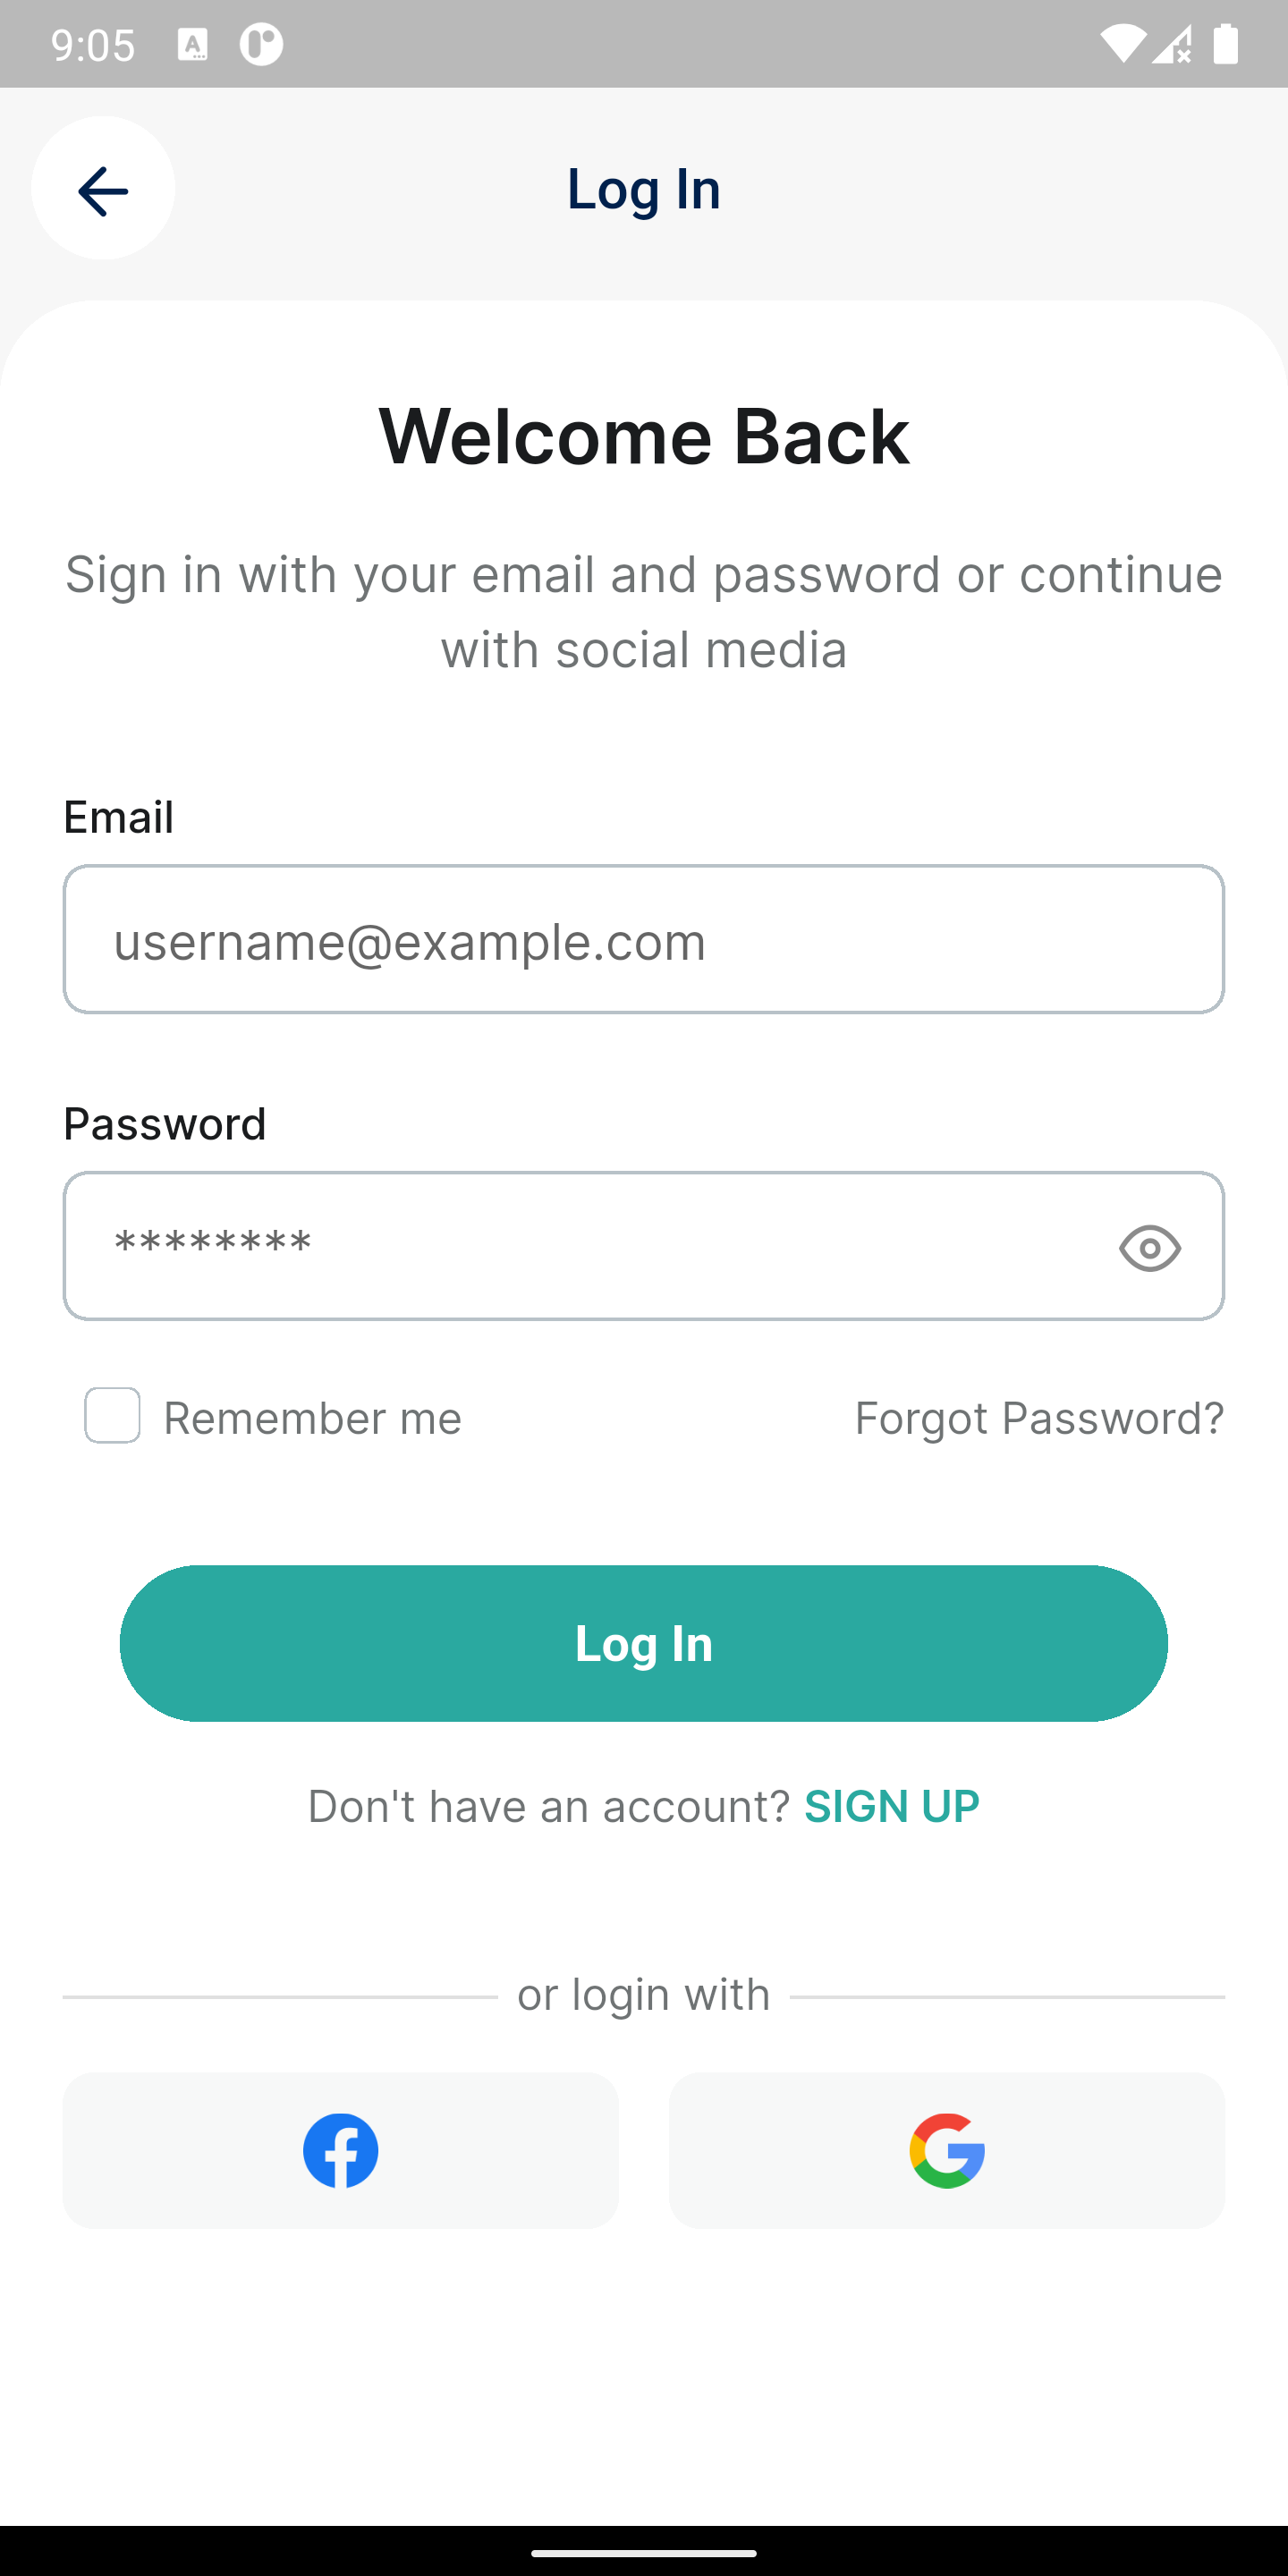 9:05
Log In
Welcome Back
Sign in with your email and password or continue
with social media
Email
username@example.com
Password
********
Remember me
Forgot Password?
Log In
Don't have an account? SIGN UP
or login with